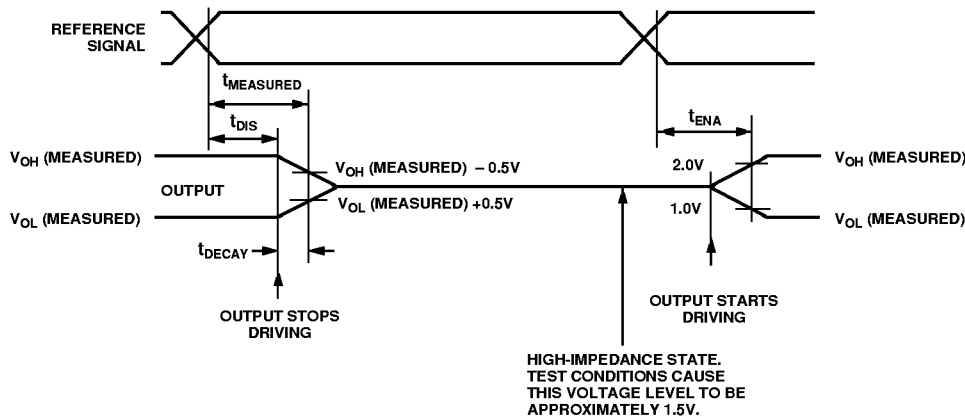 REFERENCE
SIGNAL
tMEASURED
tDIS
tENA
VOH (MEASURED)
VOH (MEASURED) – 0.5V
2.0V
VOH (MEASURED)
OUTPUT
VOL (MEASURED)
VOL (MEASURED) +0.5V
1.0V
VOL (MEASURED)
tDECAY
OUTPUT STOPS
DRIVING
OUTPUT STARTS
DRIVING
HIGH-IMPEDANCE STATE.
TEST CONDITIONS CAUSE
THIS VOLTAGE LEVEL TO BE
APPROXIMATELY 1.5V.